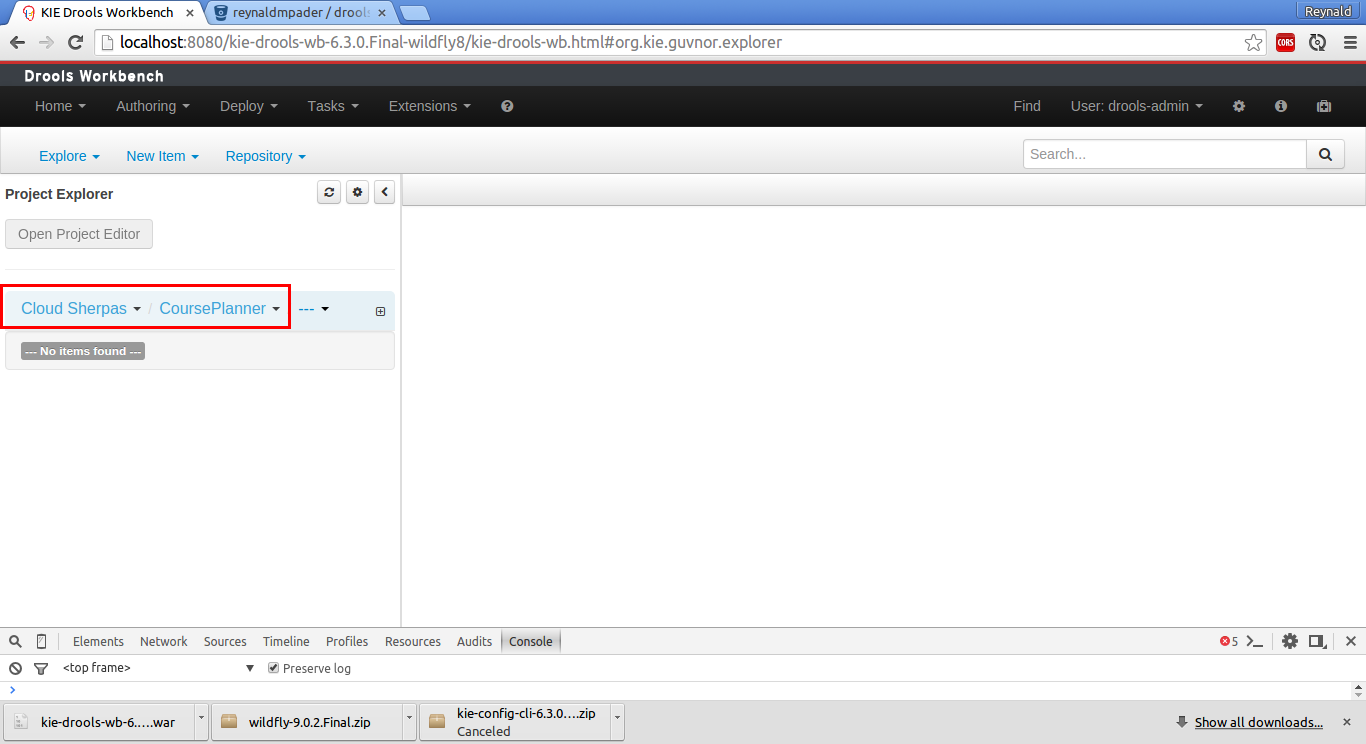 KIE Drools Workbench × reynaldmpader / drools × Reynald
localhost:8080/kie-drools-wb-6.3.0.Final-wildfly8/kie-drools-wb.html#org.kie.guvnor.explorer CORS
Drools Workbench
Home Authoring Deploy Tasks Extensions ? Find User: drools-admin
Explore New Item Repository Search...
Project Explorer
Open Project Editor
Cloud Sherpas / CoursePlanner ---
--- No items found ---
Elements Network Sources Timeline Profiles Resources Audits Console 5
<top frame> Preserve log
>
kie-drools-wb-6.....war wildfly-9.0.2.Final.zip kie-config-cli-6.3.0....zip Show all downloads...
Canceled